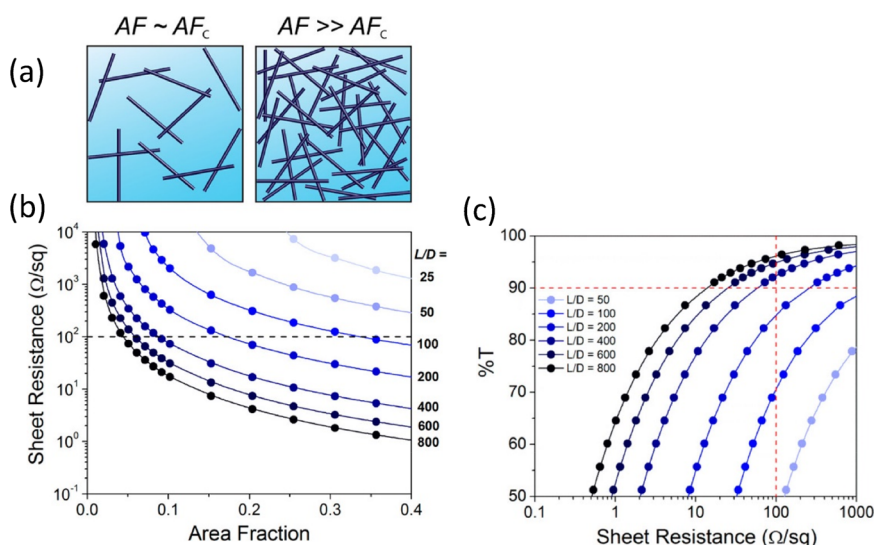 AF ~ AFc
AF >> AFc
(a)
(b)
Sheet Resistance (Ω/sq)
10⁴
10³
10²
10¹
10⁰
10⁻¹
0.0
0.1
0.2
0.3
0.4
Area Fraction
L/D =
25
50
100
200
400
600
800
(c)
%T
100
90
80
70
60
50
L/D = 50
L/D = 100
L/D = 200
L/D = 400
L/D = 600
L/D = 800
0.1
1
10
100
1000
Sheet Resistance (Ω/sq)